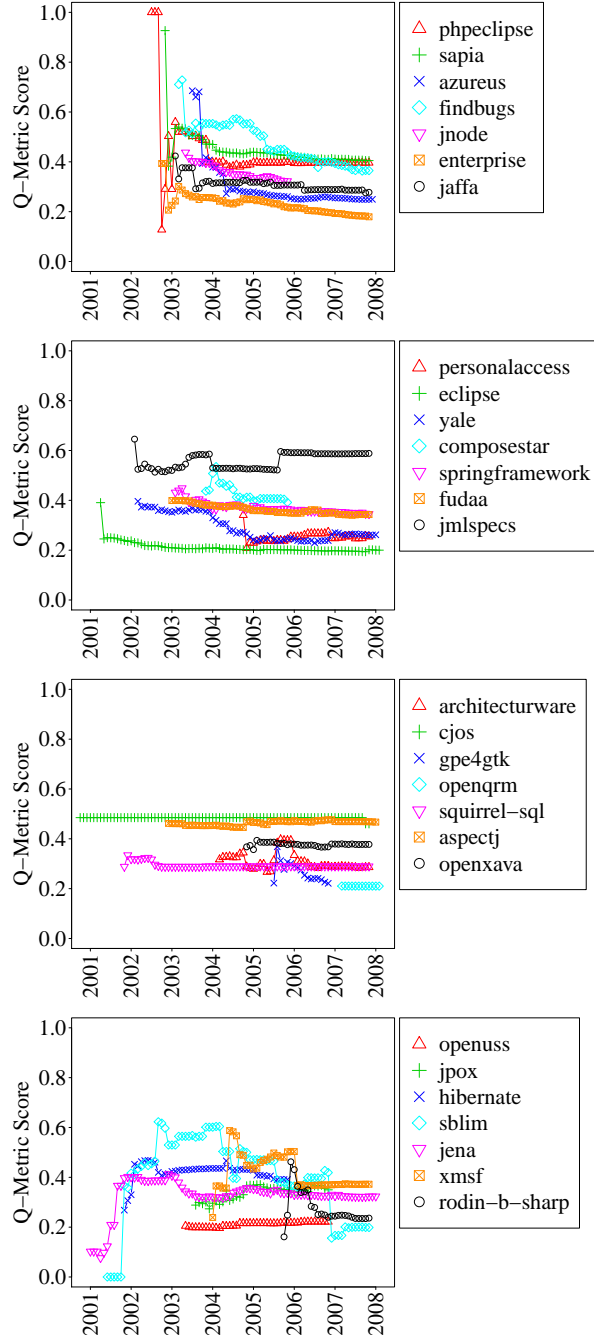 1.0
0.8
0.6
0.4
0.2
0.0
Q−Metric Score
2001
2002
2003
2004
2005
2006
2007
2008
phpeclipse
sapia
azureus
findbugs
jnode
enterprise
jaffa
1.0
0.8
0.6
0.4
0.2
0.0
Q−Metric Score
2001
2002
2003
2004
2005
2006
2007
2008
personalaccess
eclipse
yale
composestar
springframework
fudaa
jmlspecs
1.0
0.8
0.6
0.4
0.2
0.0
Q−Metric Score
2001
2002
2003
2004
2005
2006
2007
2008
architecturware
cjos
gpe4gtk
openqrm
squirrel−sql
aspectj
openxava
1.0
0.8
0.6
0.4
0.2
0.0
Q−Metric Score
2001
2002
2003
2004
2005
2006
2007
2008
openuss
jpox
hibernate
sblim
jena
xmsf
rodin−b−sharp